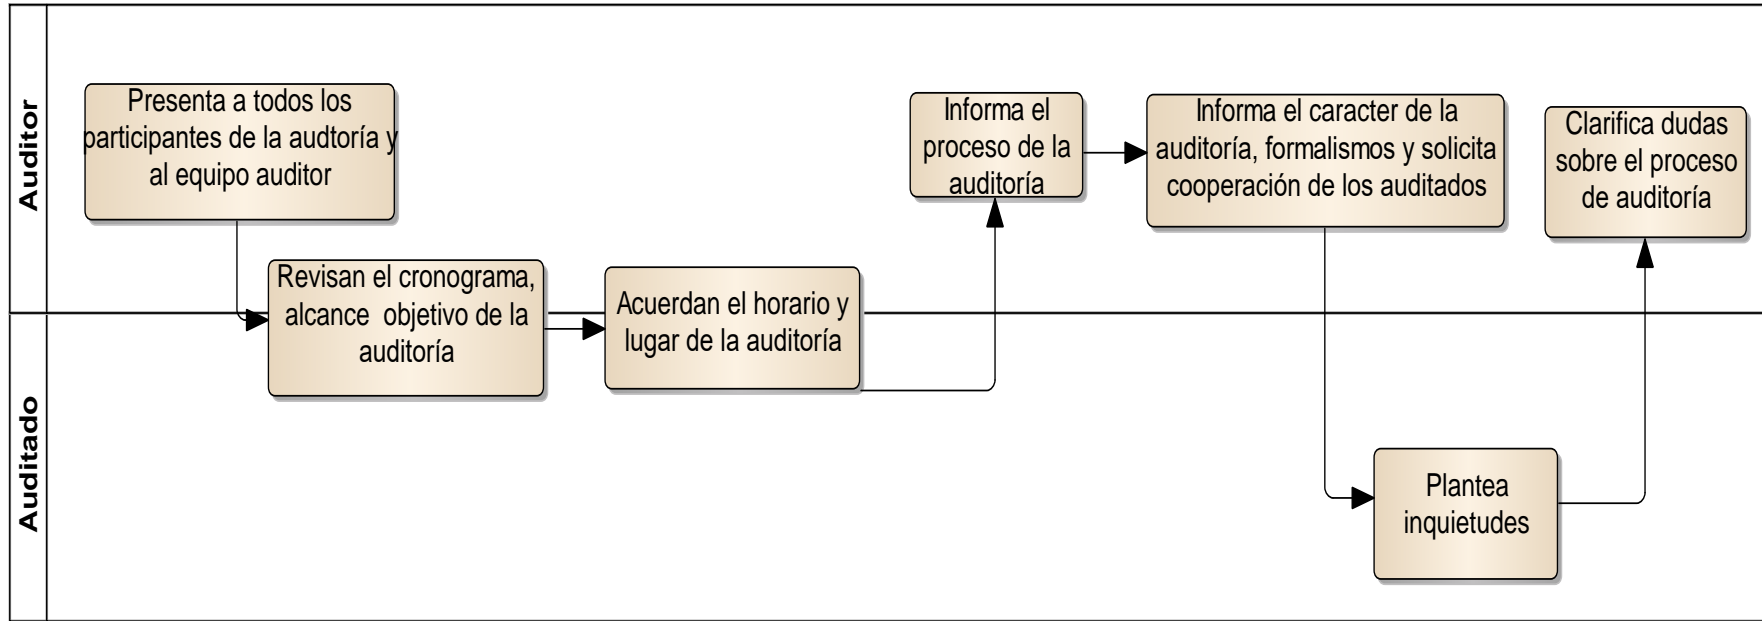 Auditor
Presenta a todos los
participantes de la audtoría y
al equipo auditor
Revisan el cronograma,
alcance  objetivo de la
auditoría
Acuerdan el horario y
lugar de la auditoría
Informa el
proceso de la
auditoría
Informa el caracter de la
auditoría, formalismos y solicita
cooperación de los auditados
Clarifica dudas
sobre el proceso
de auditoría
Auditado
Plantea
inquietudes